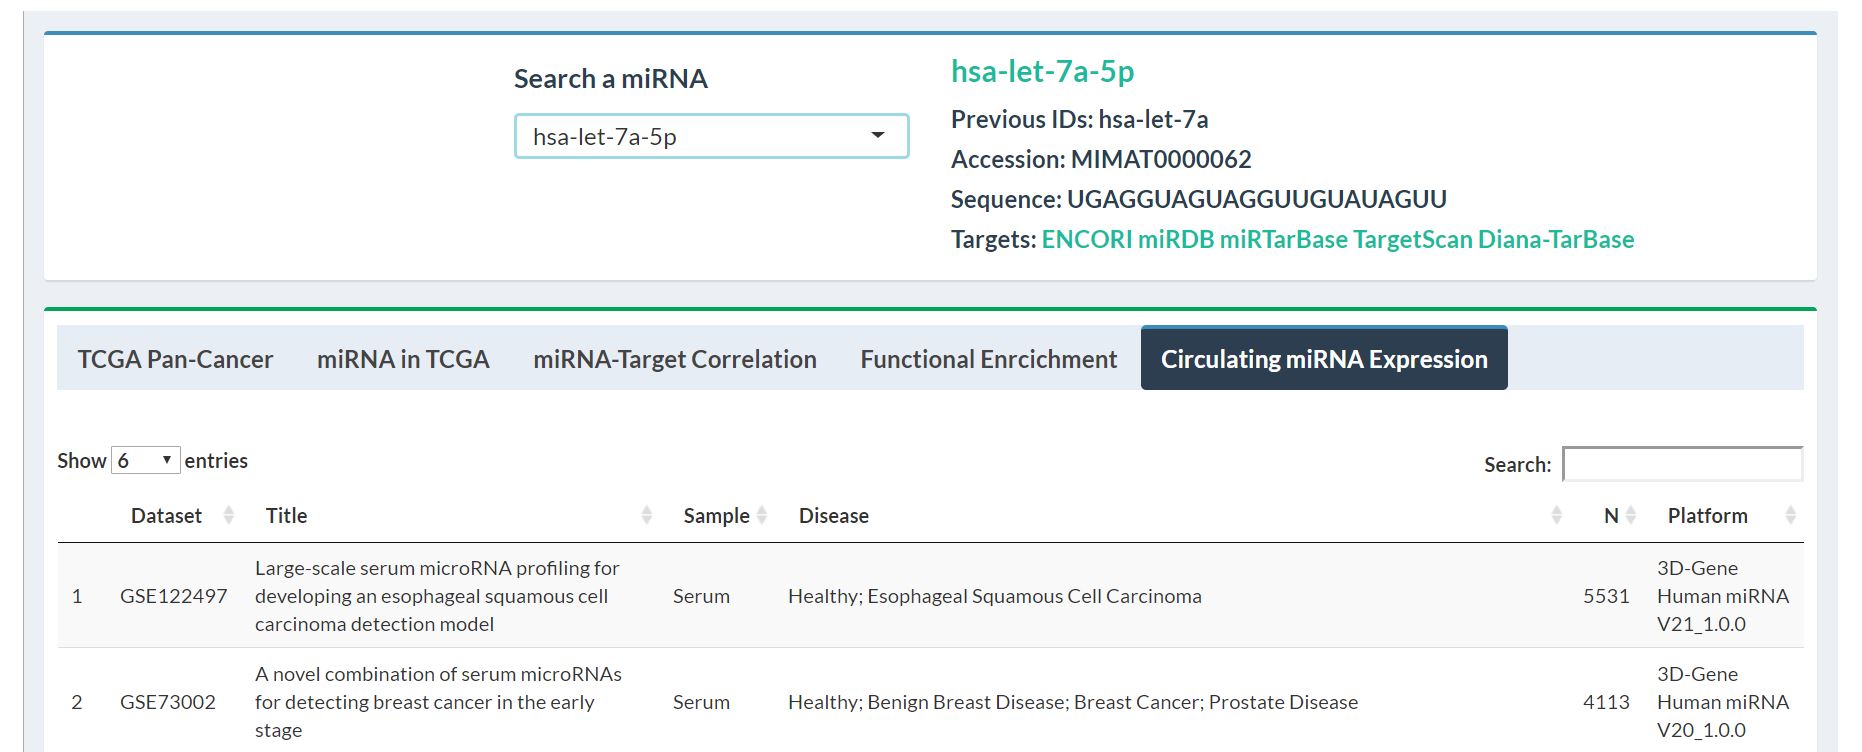 Search a miRNA
hsa-let-7a-5p
hsa-let-7a-5p
Previous IDs: hsa-let-7a
Accession: MIMAT0000062
Sequence: UGAGGUAGUAGGUUGUAUAGUU
Targets: ENCORI miRDB miRTarBase TargetScan Diana-TarBase
TCGA Pan-Cancer miRNA in TCGA miRNA-Target Correlation Functional Enrcichment Circulating miRNA Expression
Show 6 entries
Search:
Dataset Title Sample Disease N Platform
1 GSE122497
Large-scale serum microRNA profiling for
developing an esophageal squamous cell
carcinoma detection model
Serum
Healthy; Esophageal Squamous Cell Carcinoma
5531
3D-Gene
Human miRNA
V21_1.0.0
2 GSE73002
A novel combination of serum microRNAs
for detecting breast cancer in the early
stage
Serum
Healthy; Benign Breast Disease; Breast Cancer; Prostate Disease
4113
3D-Gene
Human miRNA
V20_1.0.0